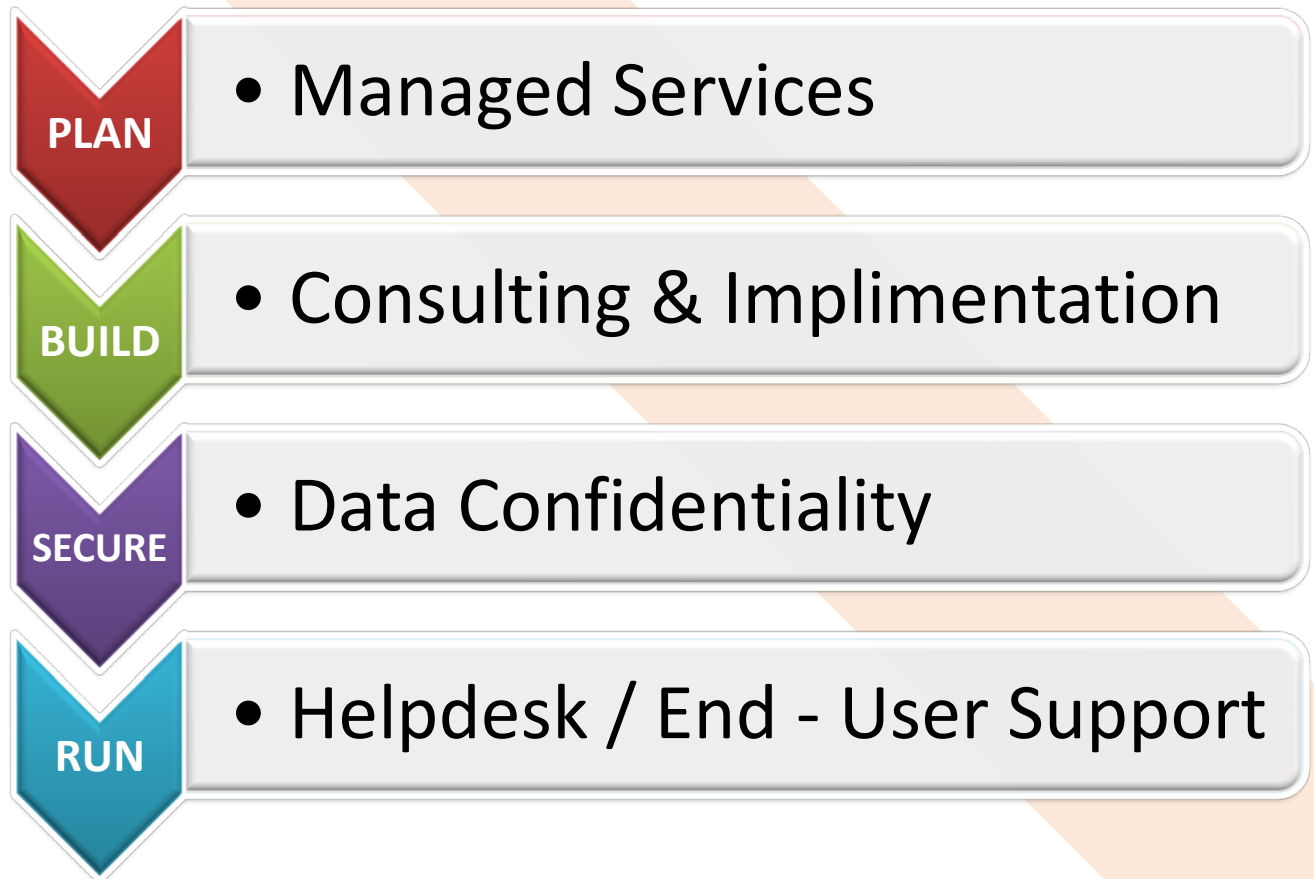 PLAN
• Managed Services
BUILD
• Consulting & Implimentation
SECURE
• Data Confidentiality
RUN
• Helpdesk / End - User Support